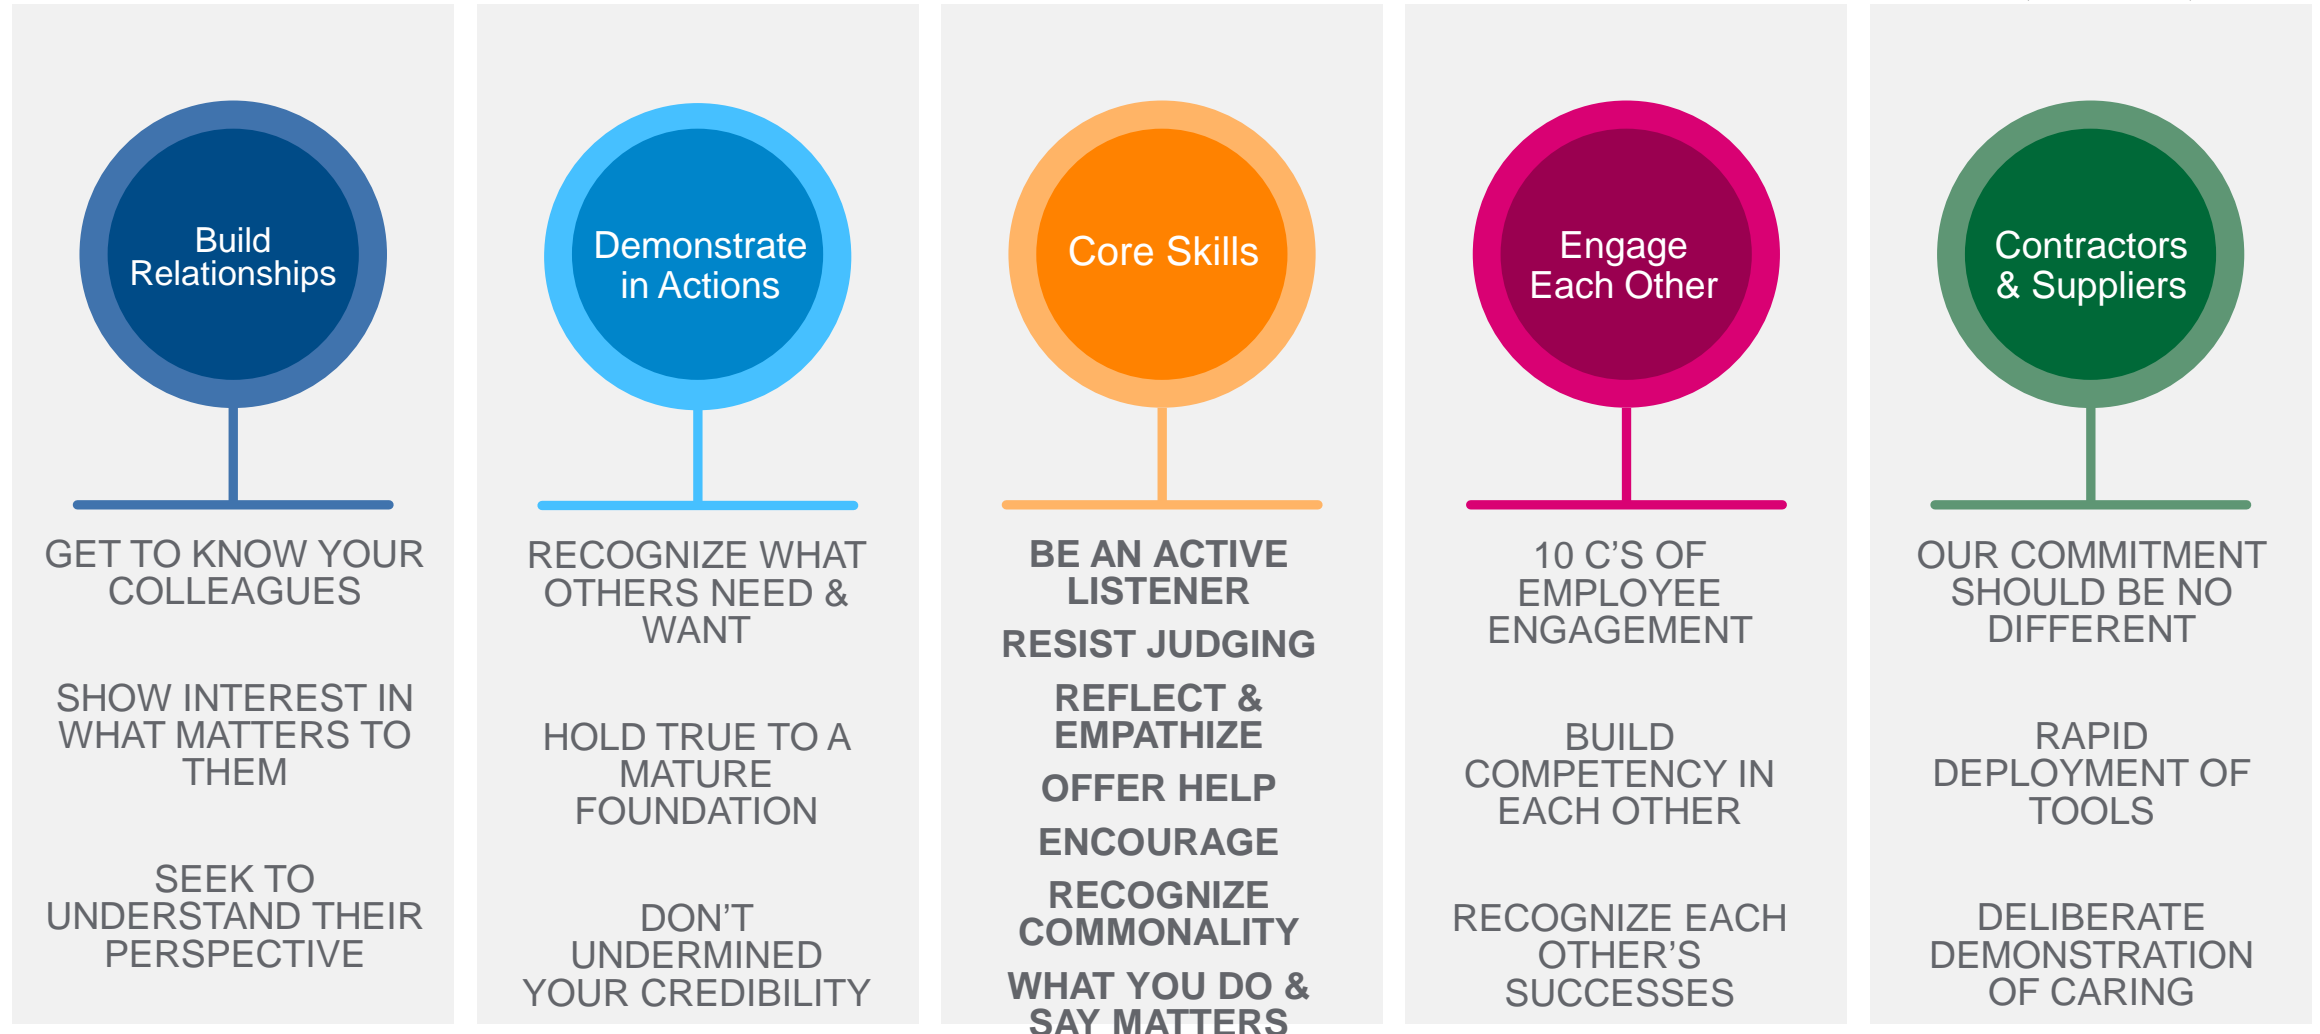 Build
Relationships
GET TO KNOW YOUR
COLLEAGUES
SHOW INTEREST IN
WHAT MATTERS TO
THEM
SEEK TO
UNDERSTAND THEIR
PERSPECTIVE
Demonstrate
in Actions
RECOGNIZE WHAT
OTHERS NEED &
WANT
HOLD TRUE TO A
MATURE
FOUNDATION
DON’T
UNDERMINED
YOUR CREDIBILITY
Core Skills
BE AN ACTIVE
LISTENER
RESIST JUDGING
REFLECT &
EMPATHIZE
OFFER HELP
ENCOURAGE
RECOGNIZE
COMMONALITY
WHAT YOU DO &
SAY MATTERS
Engage
Each Other
10 C’S OF
EMPLOYEE
ENGAGEMENT
BUILD
COMPETENCY IN
EACH OTHER
RECOGNIZE EACH
OTHER’S
SUCCESSES
Contractors
& Suppliers
OUR COMMITMENT
SHOULD BE NO
DIFFERENT
RAPID
DEPLOYMENT OF
TOOLS
DELIBERATE
DEMONSTRATION
OF CARING